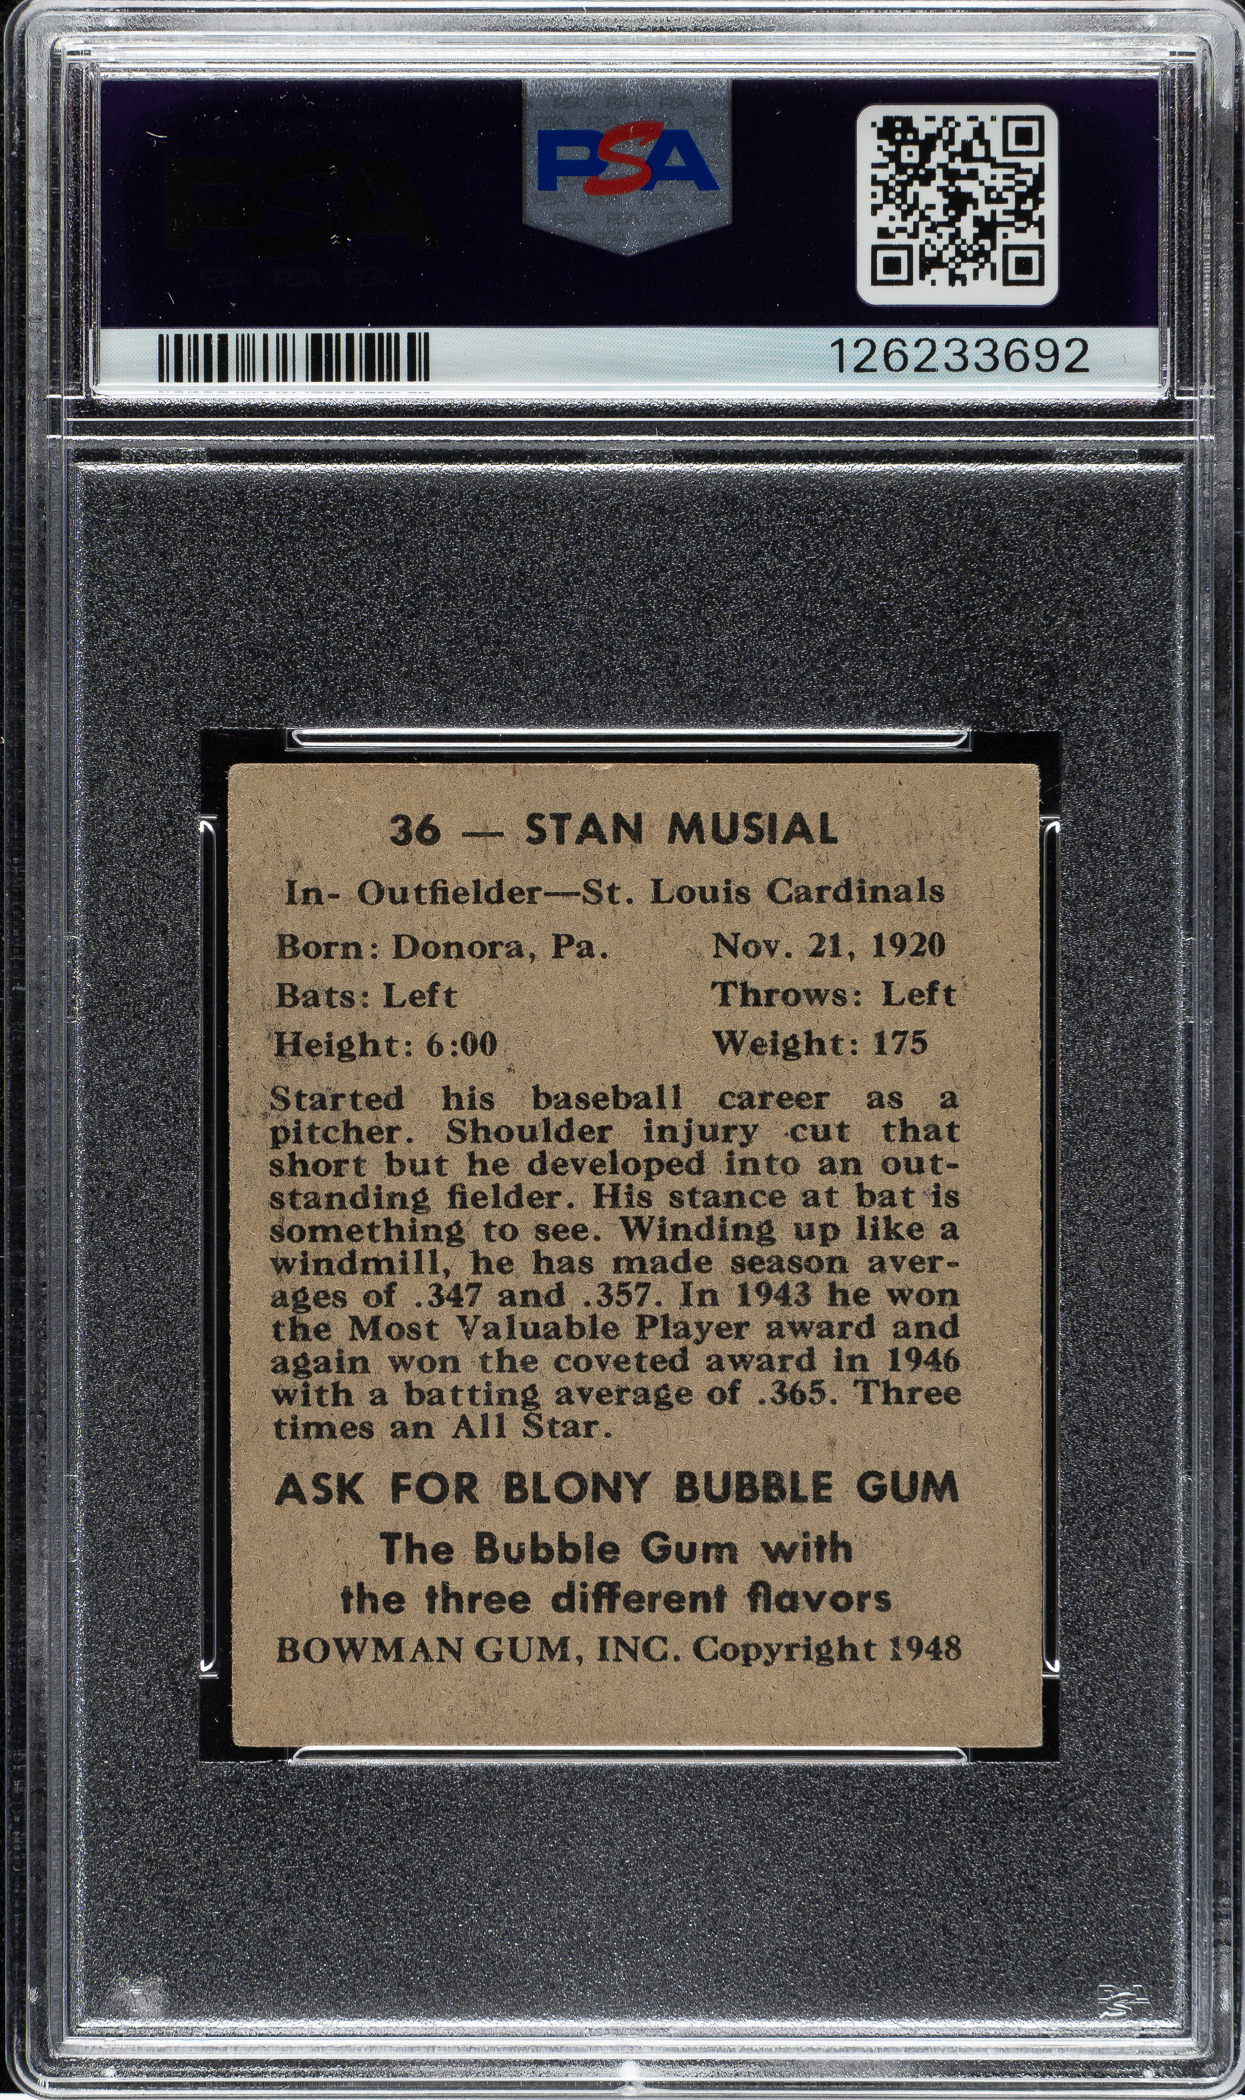 PSA
126233692
36 — STAN MUSIAL
In- Outfielder—St. Louis Cardinals
Born: Donora, Pa. Nov. 21, 1920
Bats: Left Throws: Left
Height: 6:00 Weight: 175
Started his baseball career as a
pitcher. Shoulder injury cut that
short but he developed into an out-
standing fielder. His stance at bat is
something to see. Winding up like a
windmill, he has made season aver-
ages of .347 and .357. In 1943 he won
the Most Valuable Player award and
again won the coveted award in 1946
with a batting average of .365. Three
times an All Star.
ASK FOR BLONY BUBBLE GUM
The Bubble Gum with
the three different flavors
BOWMAN GUM, INC. Copyright 1948
PSA